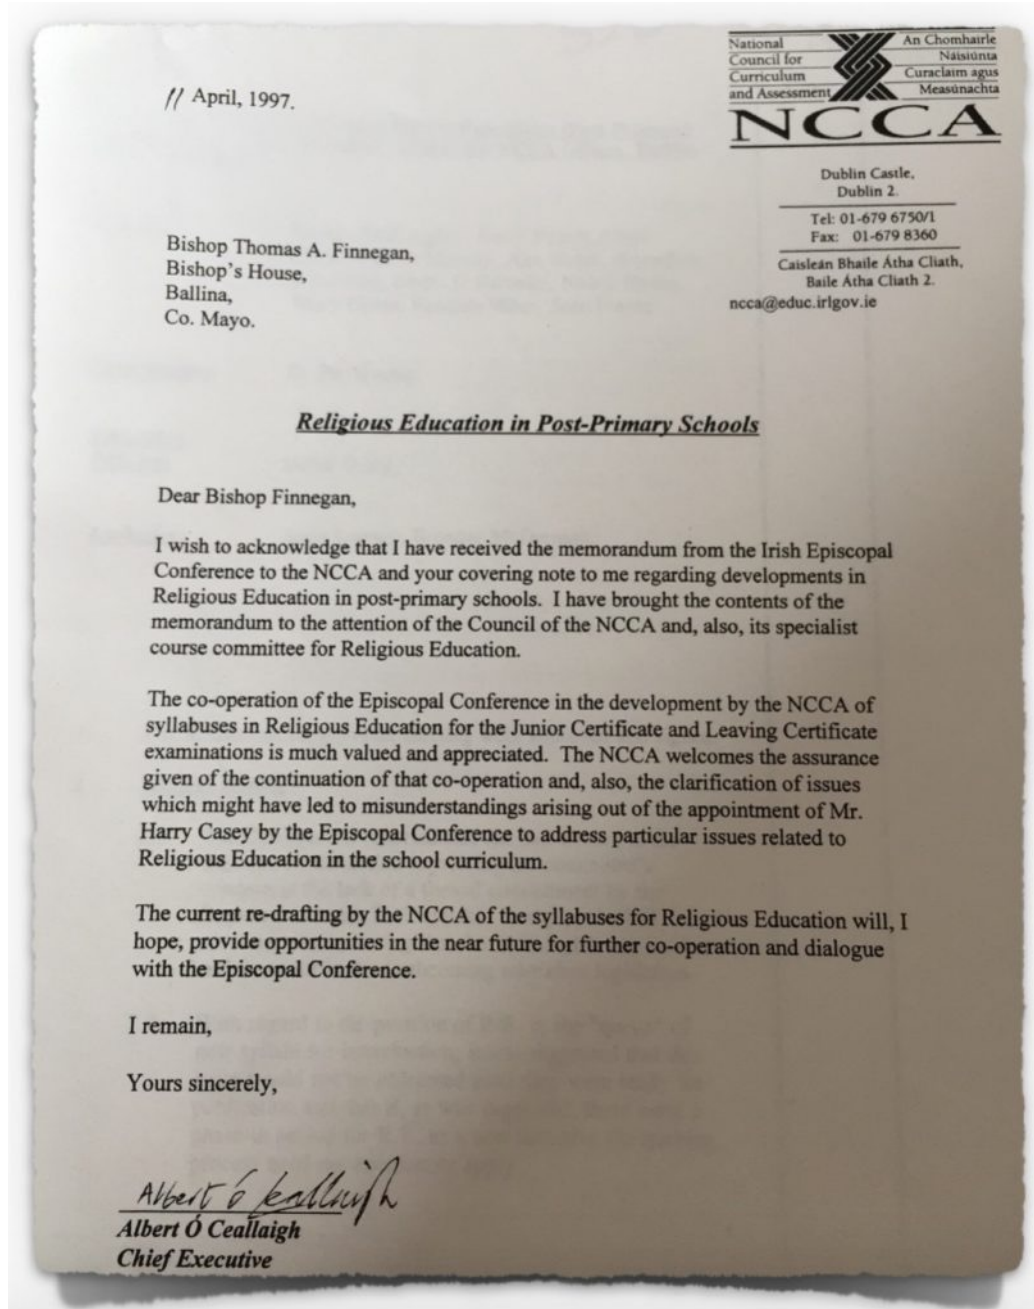 National
Council for
Curriculum
and Assessment
An Chomhairle
Náisiúnta
Curaclaim agus
Measúnachta
NCCA
11 April, 1997.
Dublin Castle,
Dublin 2.
Tel: 01-679 6750/1
Fax: 01-679 8360
Caisleán Bhaile Átha Cliath,
Baile Átha Cliath 2.
ncca@educ.irlgov.ie
Bishop Thomas A. Finnegan,
Bishop's House,
Ballina,
Co. Mayo.
Religious Education in Post-Primary Schools
Dear Bishop Finnegan,
I wish to acknowledge that I have received the memorandum from the Irish Episcopal
Conference to the NCCA and your covering note to me regarding developments in
Religious Education in post-primary schools. I have brought the contents of the
memorandum to the attention of the Council of the NCCA and, also, its specialist
course committee for Religious Education.
The co-operation of the Episcopal Conference in the development by the NCCA of
syllabuses in Religious Education for the Junior Certificate and Leaving Certificate
examinations is much valued and appreciated. The NCCA welcomes the assurance
given of the continuation of that co-operation and, also, the clarification of issues
which might have led to misunderstandings arising out of the appointment of Mr.
Harry Casey by the Episcopal Conference to address particular issues related to
Religious Education in the school curriculum.
The current re-drafting by the NCCA of the syllabuses for Religious Education will, I
hope, provide opportunities in the near future for further co-operation and dialogue
with the Episcopal Conference.
I remain,
Yours sincerely,
Albert Ó Ceallaigh
Albert Ó Ceallaigh
Chief Executive